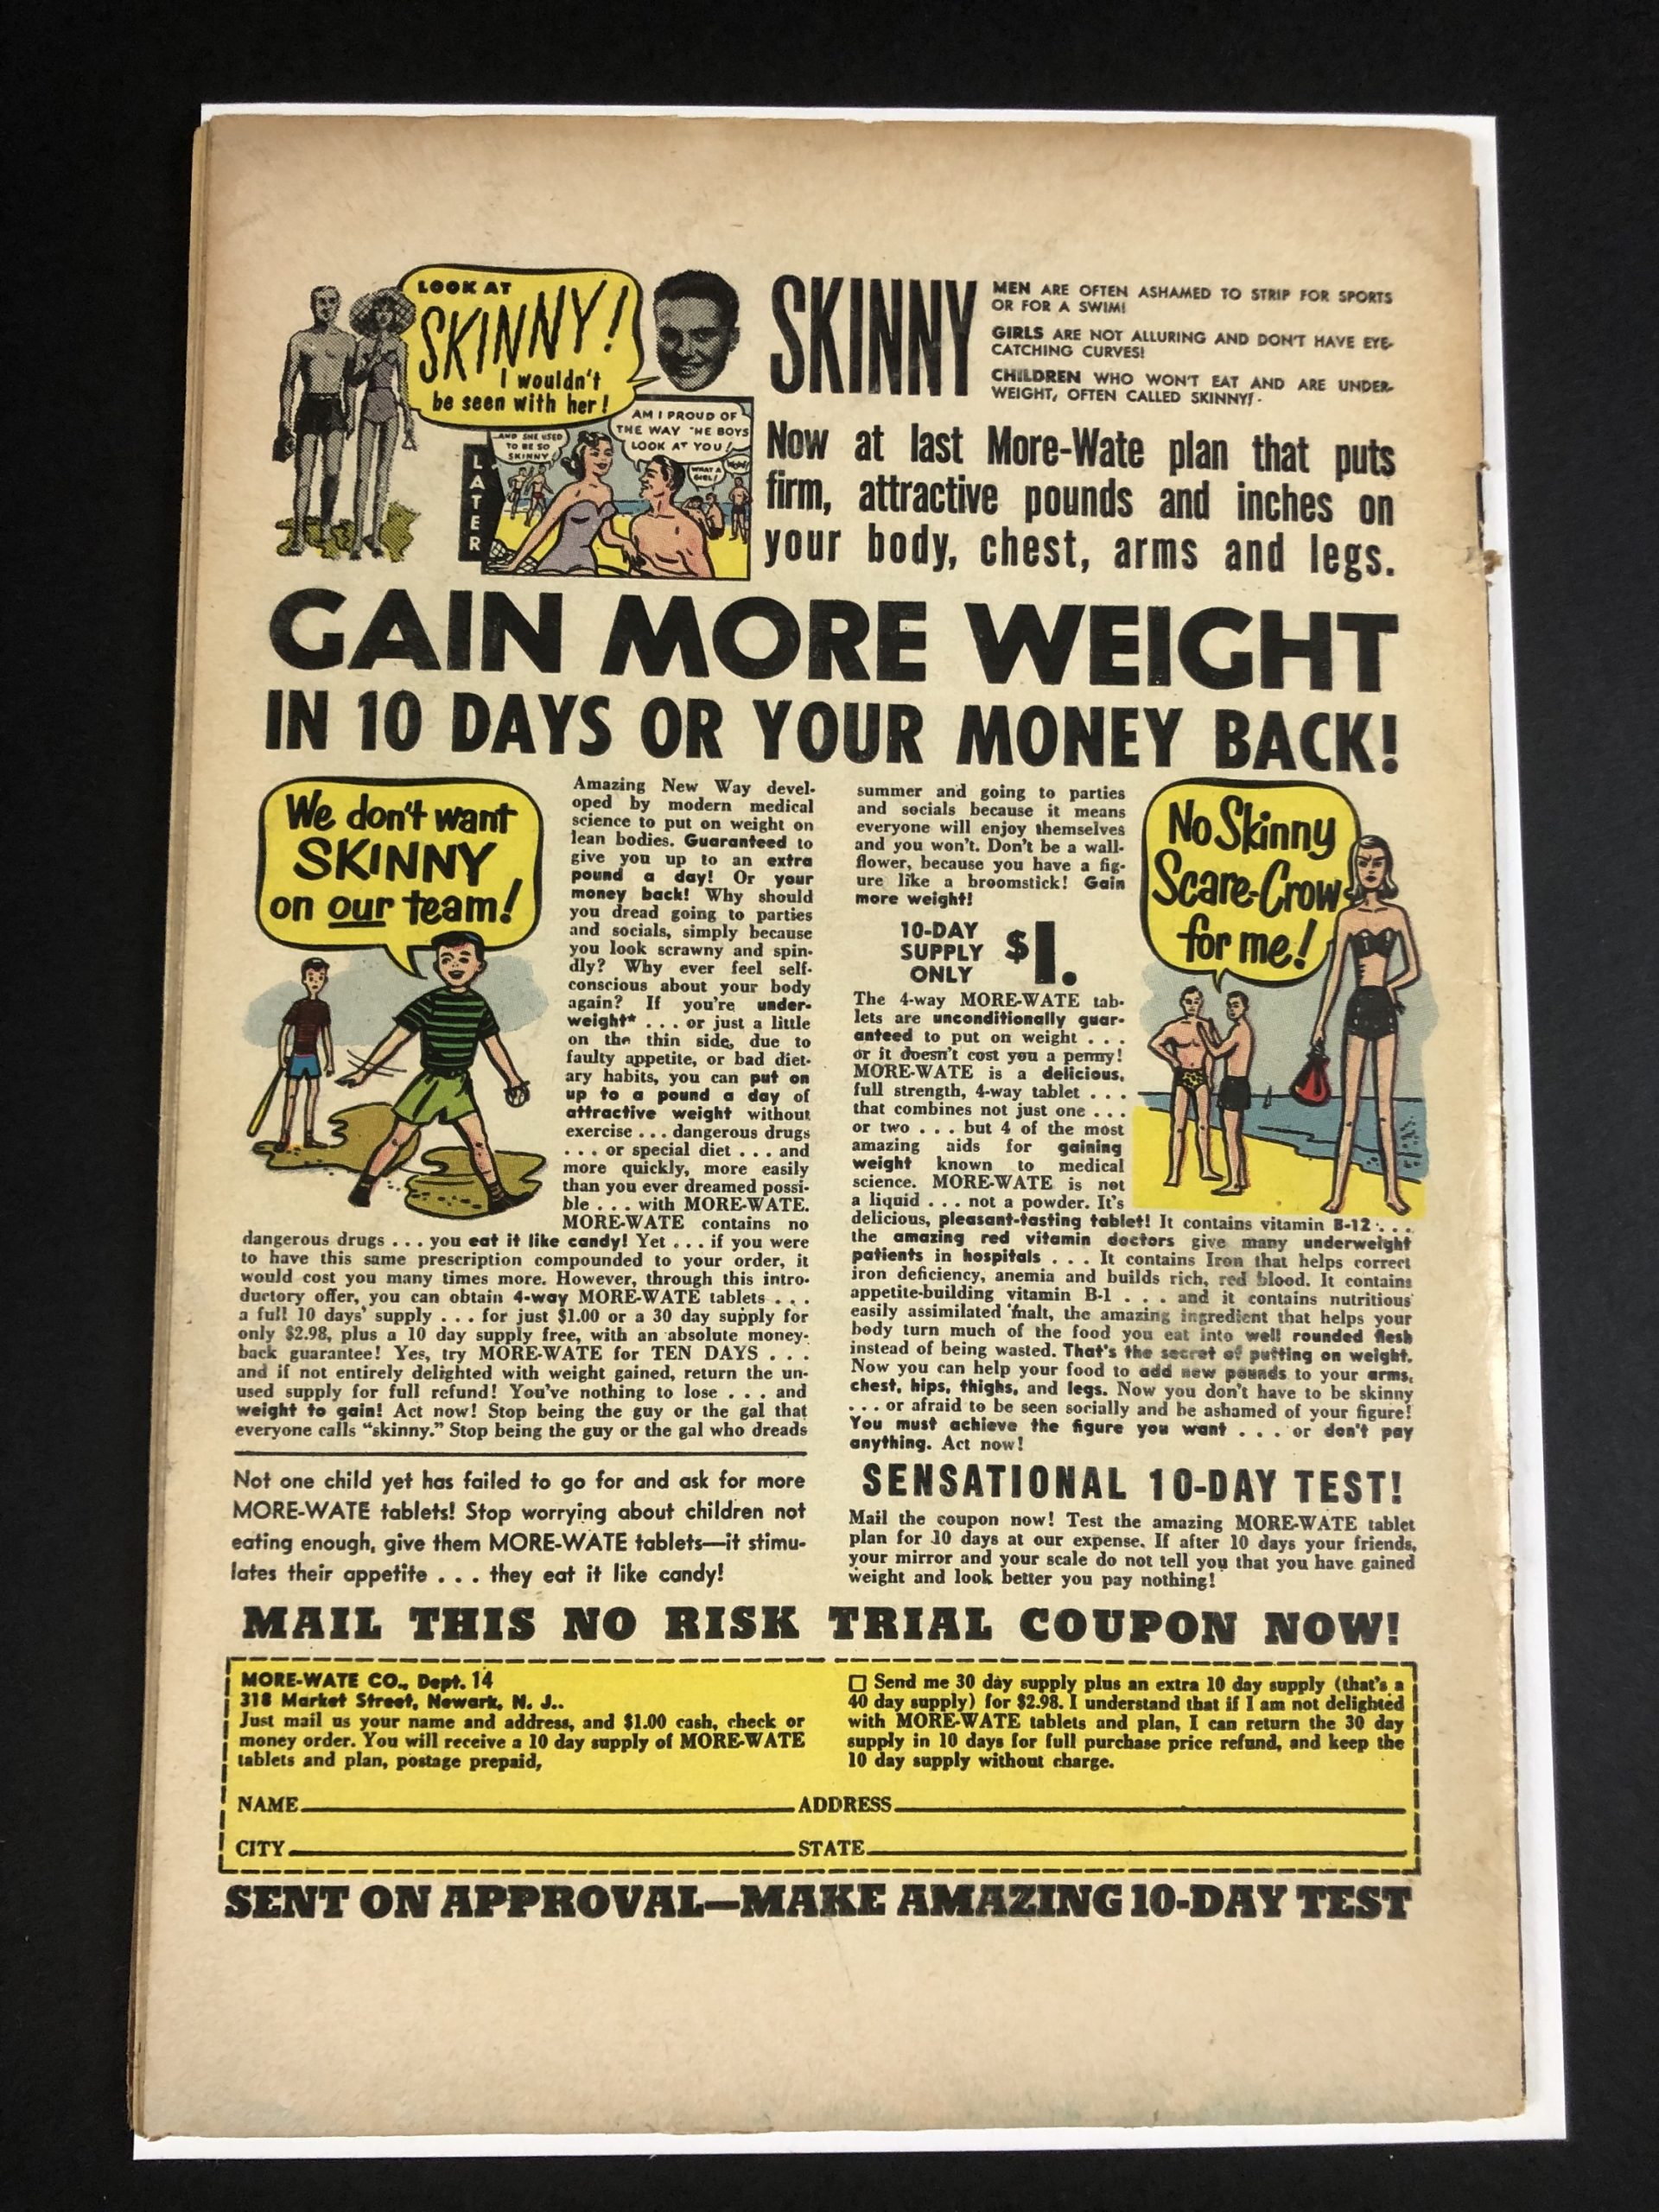 LOOK AT
SKINNY!
I wouldn't
be seen with her!
LATER
...AND SHE USED
TO BE SO
SKINNY!
AM I PROUD OF
THE WAY THE BOYS
LOOK AT YOU!
WHAT A
GIRL!
SKINNY
MEN ARE OFTEN ASHAMED TO STRIP FOR SPORTS
OR FOR A SWIM!
GIRLS ARE NOT ALLURING AND DON'T HAVE EYE-
CATCHING CURVES!
CHILDREN WHO WON'T EAT AND ARE UNDER-
WEIGHT, OFTEN CALLED SKINNY!
Now at last More-Wate plan that puts
firm, attractive pounds and inches on
your body, chest, arms and legs.
GAIN MORE WEIGHT
IN 10 DAYS OR YOUR MONEY BACK!
We don't want
SKINNY
on our team!
Amazing New Way devel-
oped by modern medical
science to put on weight on
lean bodies. Guaranteed to
give you up to an extra
pound a day! Or your
money back! Why should
you dread going to parties
and socials, simply because
you look scrawny and spin-
dly? Why ever feel self-
conscious about your body
again? If you're under-
weight* . . . or just a little
on the thin side, due to
faulty appetite, or bad diet-
ary habits, you can put on
up to a pound a day of
attractive weight without
exercise . . . dangerous drugs
. . . or special diet . . . and
more quickly, more easily
than you ever dreamed possi-
ble . . . with MORE-WATE.
MORE-WATE contains no
dangerous drugs . . . you eat it like candy! Yet . . . if you were
to have this same prescription compounded to your order, it
would cost you many times more. However, through this intro-
ductory offer, you can obtain 4-way MORE-WATE tablets . . .
a full 10 days' supply . . . for just $1.00 or a 30 day supply for
only $2.98, plus a 10 day supply free, with an absolute money-
back guarantee! Yes, try MORE-WATE for TEN DAYS . . .
and if not entirely delighted with weight gained, return the un-
used supply for full refund! You've nothing to lose . . . and
weight to gain! Act now! Stop being the guy or the gal that
everyone calls "skinny." Stop being the guy or the gal who dreads
summer and going to parties
and socials because it means
everyone will enjoy themselves
and you won't. Don't be a wall-
flower, because you have a fig-
ure like a broomstick! Gain
more weight!
10-DAY
SUPPLY
ONLY
$1.
The 4-way MORE-WATE tab-
lets are unconditionally guar-
anteed to put on weight . . .
or it doesn't cost you a penny!
MORE-WATE is a delicious,
full strength, 4-way tablet . . .
that combines not just one . . .
or two . . . but 4 of the most
amazing aids for gaining
weight known to medical
science. MORE-WATE is not
a liquid . . . not a powder. It's
delicious, pleasant-tasting tablet! It contains vitamin B-12 . . .
the amazing red vitamin doctors give many underweight
patients in hospitals . . . It contains Iron that helps correct
iron deficiency, anemia and builds rich, red blood. It contains
appetite-building vitamin B-1 . . . and it contains nutritious
easily assimilated malt, the amazing ingredient that helps your
body turn much of the food you eat into well rounded flesh
instead of being wasted. That's the secret of putting on weight.
Now you can help your food to add new pounds to your arms,
chest, hips, thighs, and legs. Now you don't have to be skinny
. . . or afraid to be seen socially and be ashamed of your figure!
You must achieve the figure you want . . . or don't pay
anything. Act now!
No Skinny
Scare-Crow
for me!
Not one child yet has failed to go for and ask for more
MORE-WATE tablets! Stop worrying about children not
eating enough, give them MORE-WATE tablets—it stimu-
lates their appetite . . . they eat it like candy!
SENSATIONAL 10-DAY TEST!
Mail the coupon now! Test the amazing MORE-WATE tablet
plan for 10 days at our expense. If after 10 days your friends,
your mirror and your scale do not tell you that you have gained
weight and look better you pay nothing!
MAIL THIS NO RISK TRIAL COUPON NOW!
MORE-WATE CO., Dept. 14
318 Market Street, Newark, N. J..
Just mail us your name and address, and $1.00 cash, check or
money order. You will receive a 10 day supply of MORE-WATE
tablets and plan, postage prepaid,
☐ Send me 30 day supply plus an extra 10 day supply (that's a
40 day supply) for $2.98. I understand that if I am not delighted
with MORE-WATE tablets and plan, I can return the 30 day
supply in 10 days for full purchase price refund, and keep the
10 day supply without charge.
NAME ADDRESS
CITY STATE
SENT ON APPROVAL—MAKE AMAZING 10-DAY TEST